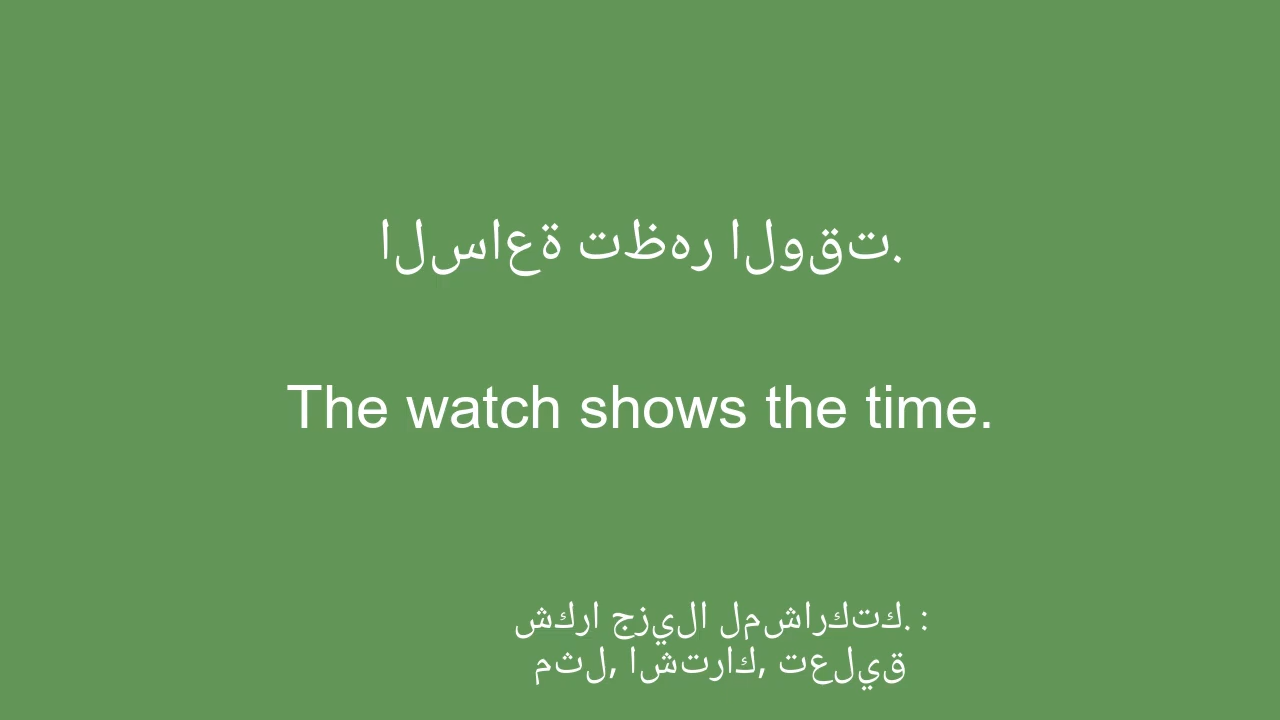 الساعة تظهر الوقت.
The watch shows the time.
شكرا جزيلا لمشاركتك. :
مثل, اشتراك, تعليق